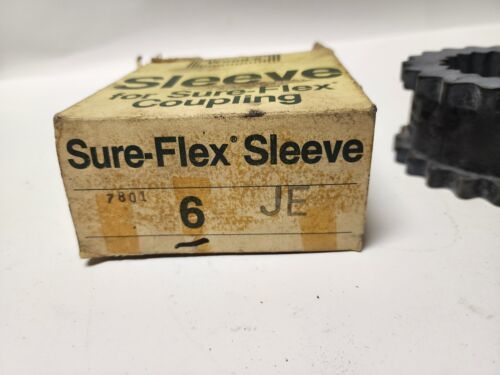 Sleeve
for Sure-Flex®
Coupling
Sure-Flex® Sleeve
7801 6 JE